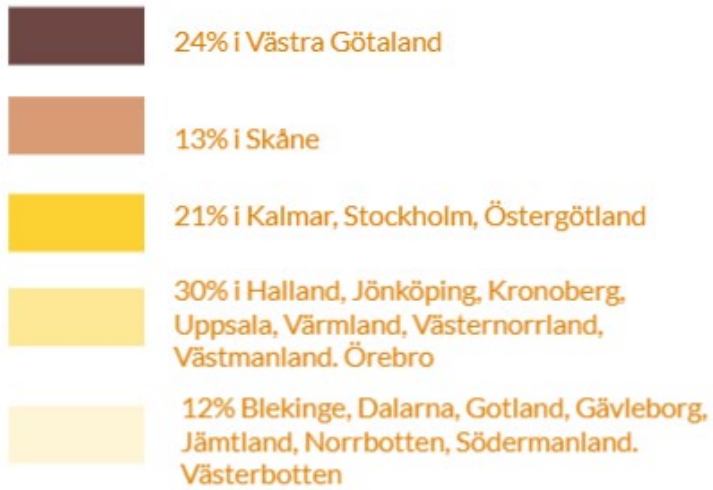 24% i Västra Götaland
13% i Skåne
21% i Kalmar, Stockholm, Östergötland
30% i Halland, Jönköping, Kronoberg,
Uppsala, Värmland, Västernorrland,
Västmanland. Örebro
12% Blekinge, Dalarna, Gotland, Gävleborg,
Jämtland, Norrbotten, Södermanland.
Västerbotten